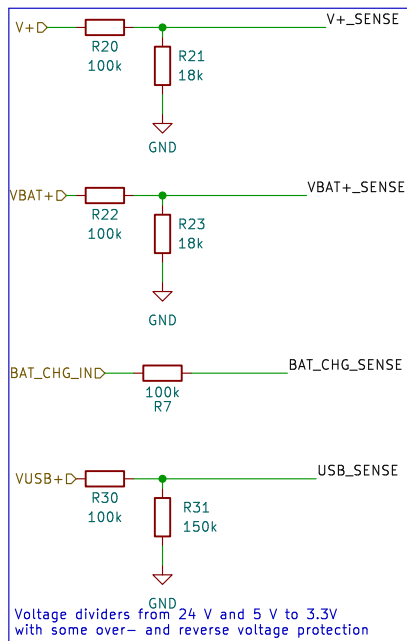 V+
R20
100k
V+_SENSE
R21
18k
GND
VBAT+
R22
100k
VBAT+_SENSE
R23
18k
GND
BAT_CHG_IN
BAT_CHG_SENSE
100k
R7
VUSB+
R30
100k
USB_SENSE
R31
150k
GND
Voltage dividers from 24 V and 5 V to 3.3V
with some over- and reverse voltage protection